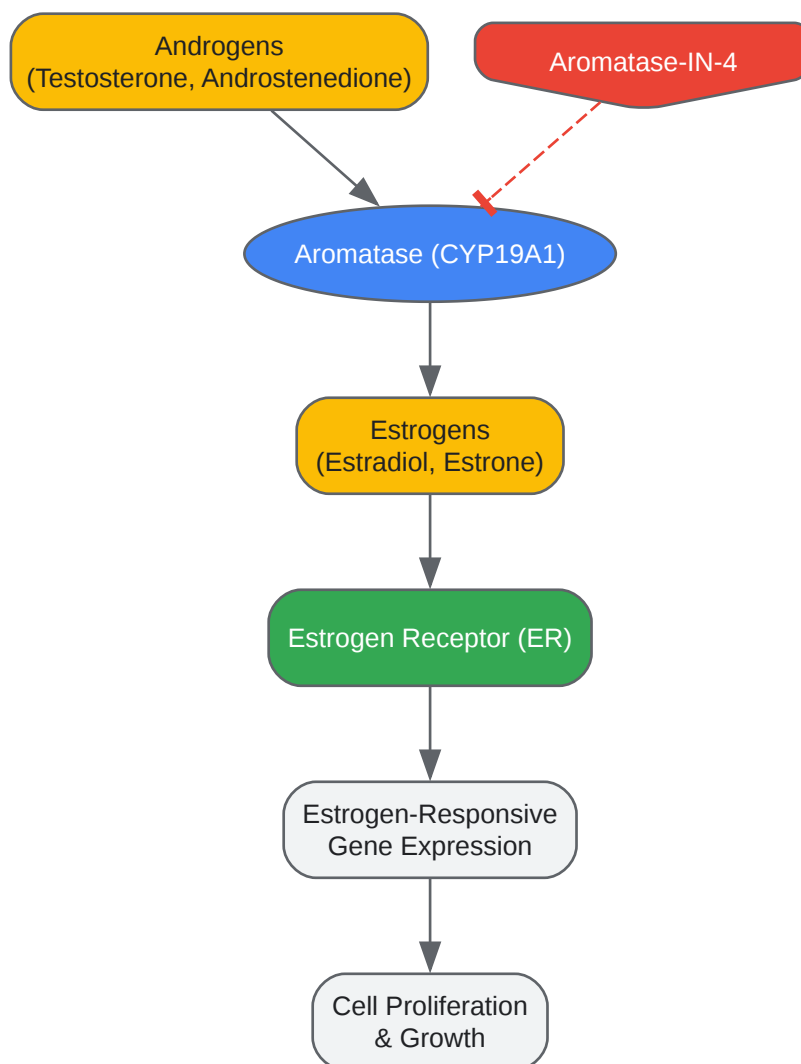 Androgens
(Testosterone, Androstenedione)
Aromatase-IN-4
Aromatase (CYP19A1)
Estrogens
(Estradiol, Estrone)
Estrogen Receptor (ER)
Estrogen-Responsive
Gene Expression
Cell Proliferation
& Growth